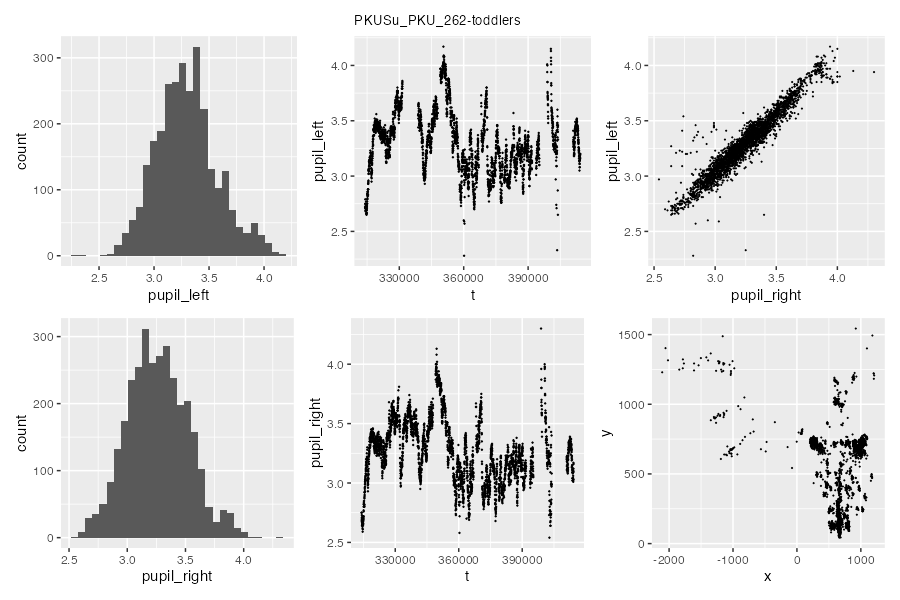 PKUSu_PKU_262-toddlers
300
200
100
0
count
2.5 3.0 3.5 4.0
pupil_left
4.0
3.5
3.0
2.5
pupil_left
330000 360000 390000
t
4.0
3.5
3.0
2.5
pupil_left
2.5 3.0 3.5 4.0
pupil_right
300
200
100
0
count
2.5 3.0 3.5 4.0
pupil_right
4.0
3.5
3.0
2.5
pupil_right
330000 360000 390000
t
1500
1000
500
0
y
-2000 -1000 0 1000
x